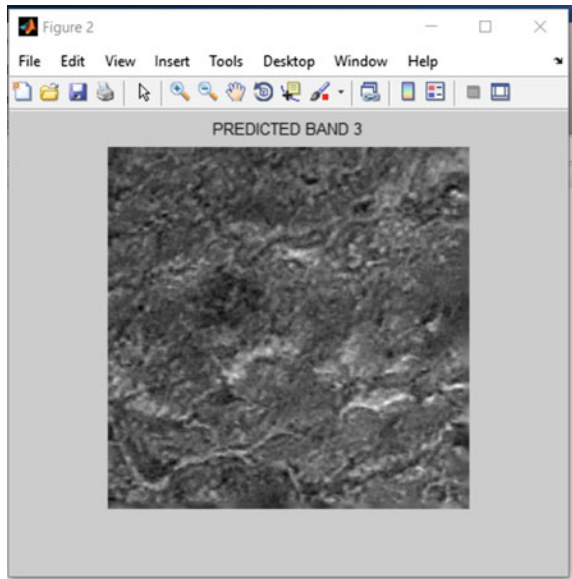 Figure 2
File Edit View Insert Tools Desktop Window Help
PREDICTED BAND 3